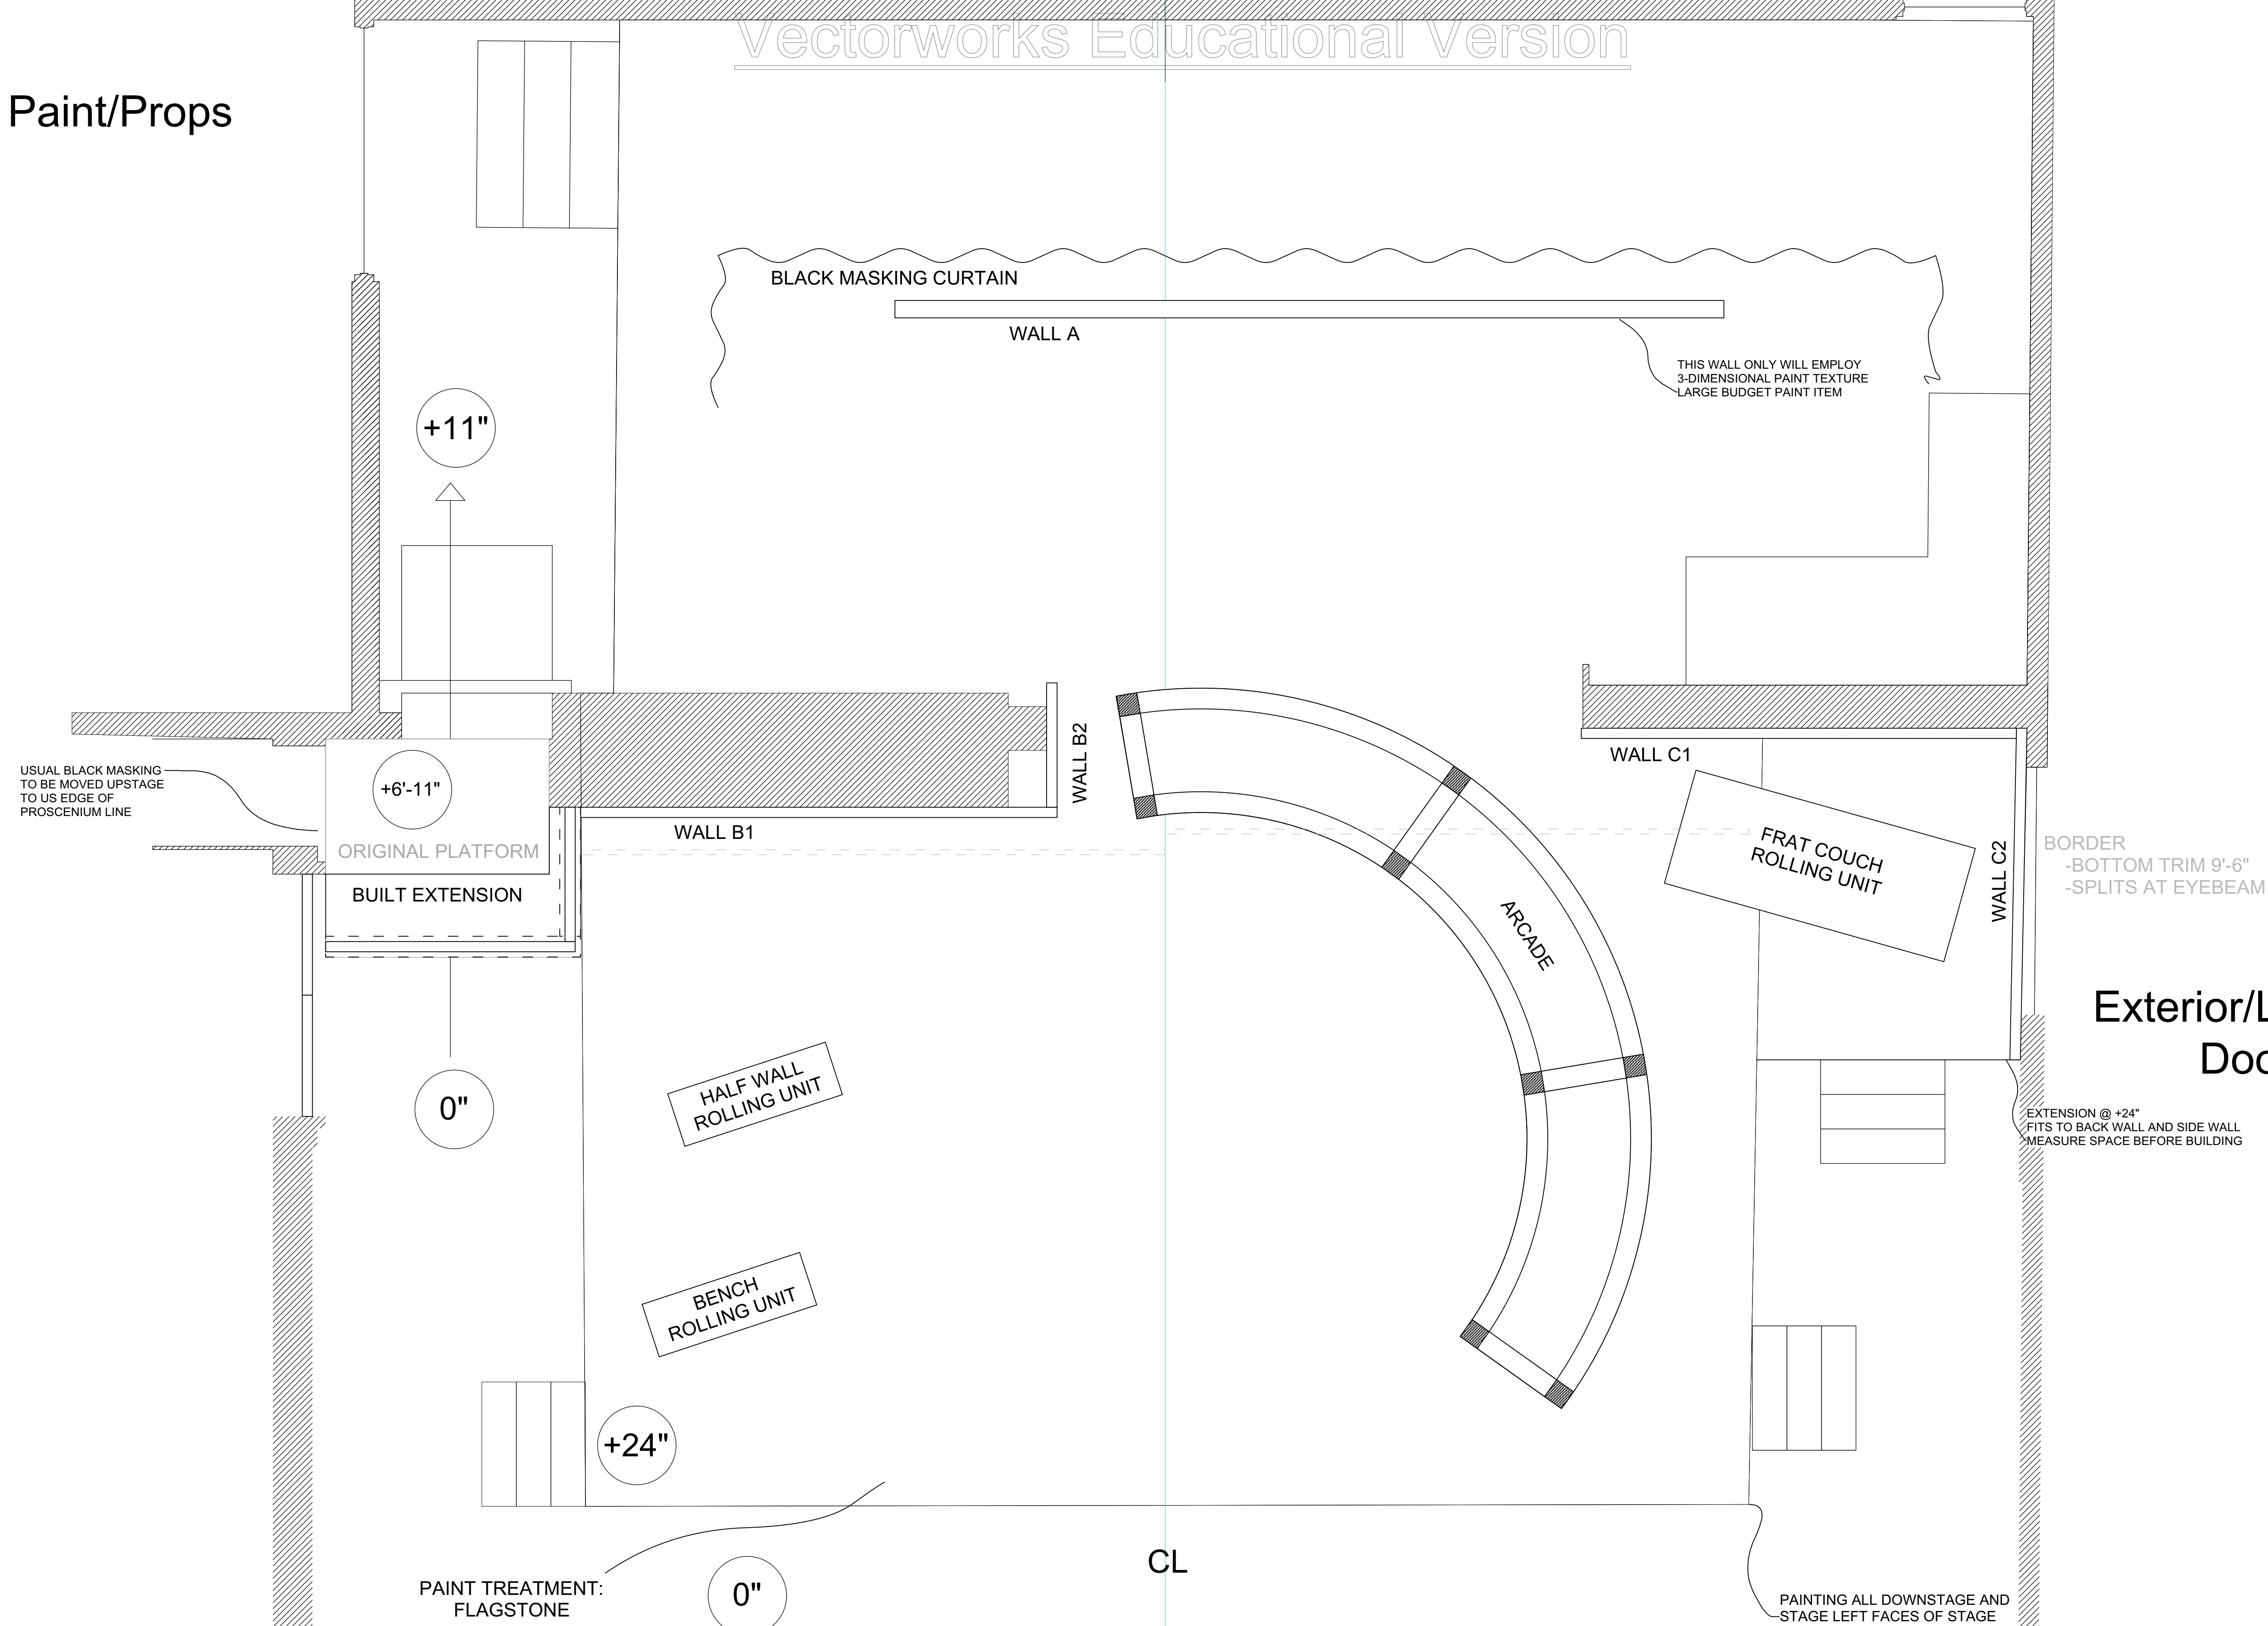 Vectorworks Educational Version
Paint/Props
BLACK MASKING CURTAIN
WALL A
THIS WALL ONLY WILL EMPLOY
3-DIMENSIONAL PAINT TEXTURE
LARGE BUDGET PAINT ITEM
+11"
USUAL BLACK MASKING
TO BE MOVED UPSTAGE
TO US EDGE OF
PROSCENIUM LINE
+6'-11"
ORIGINAL PLATFORM
BUILT EXTENSION
WALL B1
WALL B2
WALL C1
FRAT COUCH
ROLLING UNIT
WALL C2
BORDER
-BOTTOM TRIM 9'-6"
-SPLITS AT EYEBEAM
ARCADE
Exterior/L
Doo
0"
HALF WALL
ROLLING UNIT
EXTENSION @ +24"
FITS TO BACK WALL AND SIDE WALL
MEASURE SPACE BEFORE BUILDING
BENCH
ROLLING UNIT
+24"
CL
PAINT TREATMENT:
FLAGSTONE
0"
PAINTING ALL DOWNSTAGE AND
STAGE LEFT FACES OF STAGE